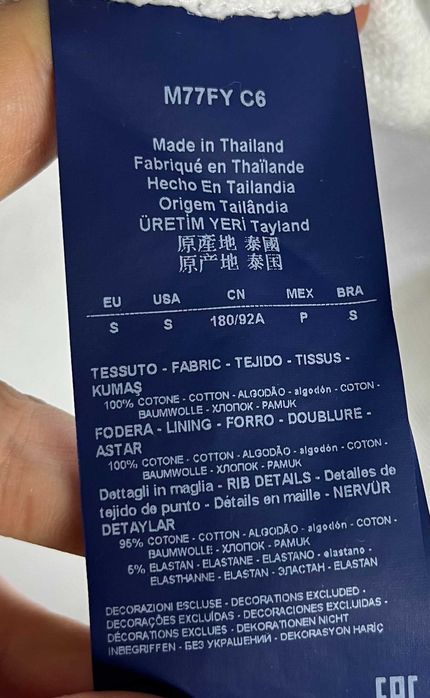 M77FY C6
Made in Thailand
Fabriqué en Thaïlande
Hecho En Tailandia
Origem Tailândia
ÜRETİM YERİ Tayland
原產地 泰國
原产地 泰国
EU USA CN MEX BRA
S S 180/92A P S
TESSUTO - FABRIC - TEJIDO - TISSUS -
KUMAŞ
100% COTONE - COTTON - ALGODÃO - algodón - COTON -
BAUMWOLLE - ХЛОПОК - PAMUK
FODERA - LINING - FORRO - DOUBLURE -
ASTAR
100% COTONE - COTTON - ALGODÃO - algodón - COTON -
BAUMWOLLE - ХЛОПОК - PAMUK
Dettagli in maglia - RIB DETAILS - Detalles de
tejido de punto - Détails en maille - NERVÜR
DETAYLAR
95% COTONE - COTTON - ALGODÃO - algodón - COTON -
BAUMWOLLE - ХЛОПОК - PAMUK
5% ELASTAN - ELASTANE - ELASTANO - elastano -
ELASTHANNE - ELASTAN - ЭЛАСТАН - ELASTAN
DECORAZIONI ESCLUSE - DECORATIONS EXCLUDED -
DECORAÇÕES EXCLUÍDAS - DECORACIONES EXCLUIDAS -
DÉCORATIONS EXCLUES - DEKORATIONEN NICHT
INBEGRIFFEN - БЕЗ УКРАШЕНИЙ - DEKORASYON HARİÇ